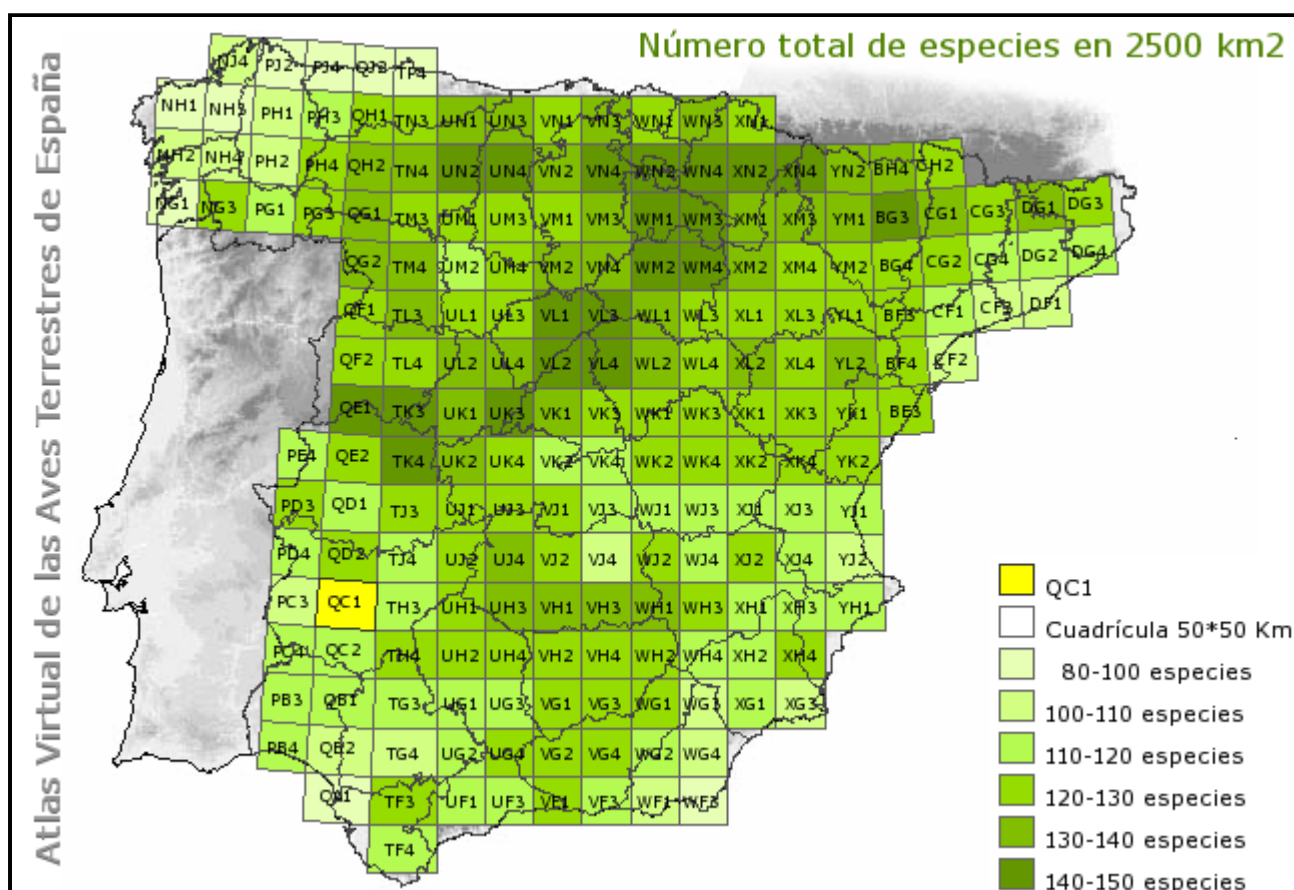 Número total de especies en 2500 km2
Atlas Virtual de las Aves Terrestres de España
NJ4 PJ2 PJ4 QJ2 TP4
NH1 NH3 PH1 PH3 QH1 TN3 UN1 UN3 VN1 VN3 WN1 WN3 XN1
NH2 NH4 PH2 PH4 QH2 TN4 UN2 UN4 VN2 VN4 WN2 WN4 XN2 XN4 YN2 BH4 CH2
NG1 NG3 PG1 PG3 QG1 TM3 UM1 UM3 VM1 VM3 WM1 WM3 XM1 XM3 YM1 BG3 CG1 CG3 DG1 DG3
QG2 TM4 UM2 UM4 VM2 VN4 WM2 WM4 XM2 XM4 YM2 BG4 CG2 CG4 DG2 DG4
QF1 TL3 UL1 UL3 VL1 VL3 WL1 WL3 XL1 XL3 YL1 BF3 CF1 CF3 DF1
QF2 TL4 UL2 UL4 VL2 VL4 WL2 WL4 XL2 XL4 YL2 BF4 CF2
QE1 TK3 UK1 UK3 VK1 VK3 WK1 WK3 XK1 XK3 YK1 BE3
PE4 QE2 TK4 UK2 UK4 VK2 VK4 WK2 WK4 XK2 XK4 YK2
PD3 QD1 TJ3 UJ1 UJ3 VJ1 VJ3 WJ1 WJ3 XJ1 XJ3 YJ1
PD4 QD2 TJ4 UJ2 UJ4 VJ2 VJ4 WJ2 WJ4 XJ2 XJ4 YJ2
PC3 QC1 TH3 UH1 UH3 VH1 VH3 WH1 WH3 XH1 XH3 YH1
PC4 QC2 TH4 UH2 UH4 VH2 VH4 WH2 WH4 XH2 XH4
PB3 QB1 TG3 UG1 UG3 VG1 VG3 WG1 WG3 XG1 XG3
PB4 QB2 TG4 UG2 UG4 VG2 VG4 WG2 WG4
TF3 UF1 UF3 VF1 VF3 WF1 WF3
TF4
QC1
Cuadrícula 50*50 Km
80-100 especies
100-110 especies
110-120 especies
120-130 especies
130-140 especies
140-150 especies